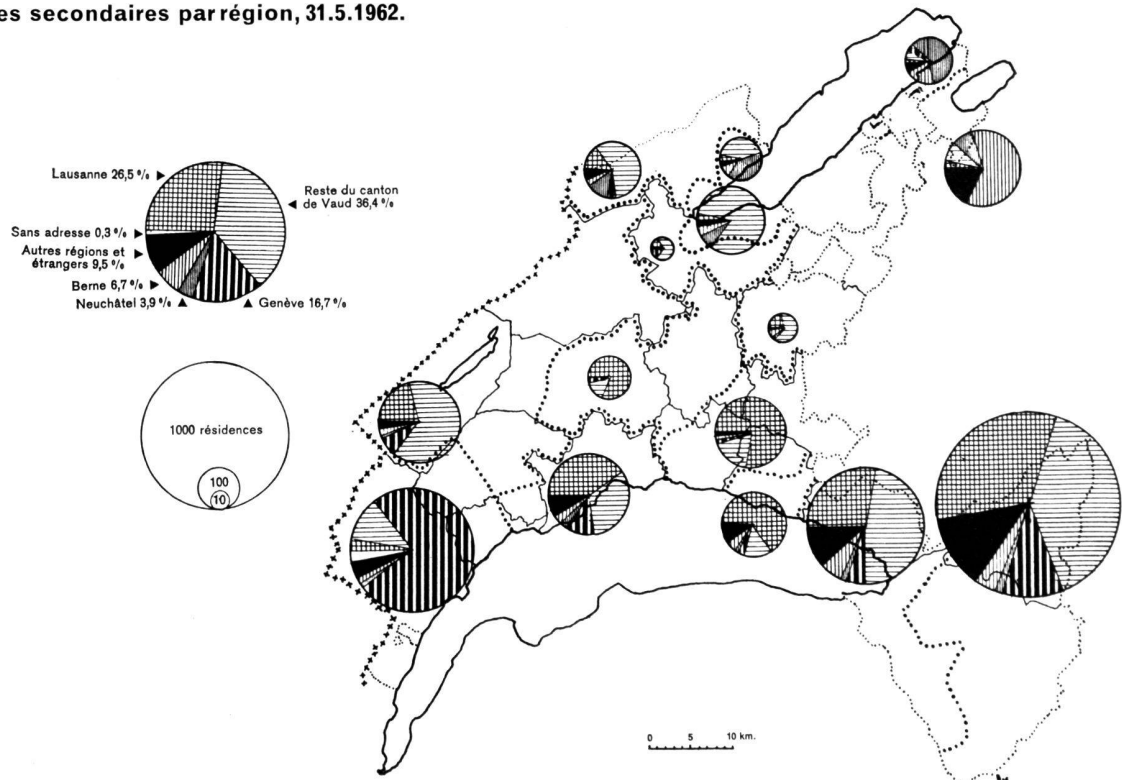 es secondaires par région, 31.5.1962.
Lausanne 26,5 %
Reste du canton
de Vaud 36,4 %
Sans adresse 0,3 %
Autres régions et
étrangers 9,5 %
Berne 6,7 %
Neuchâtel 3,9 %
Genève 16,7 %
1000 résidences
100
10
0 5 10 km.